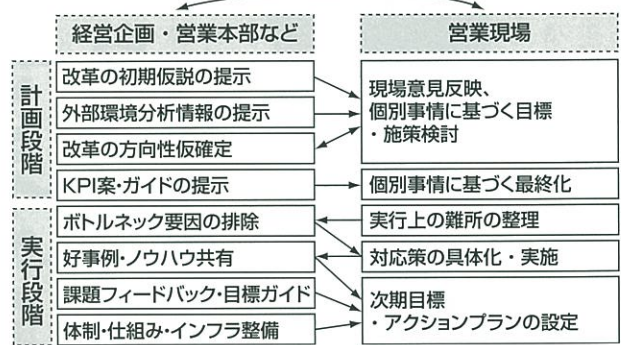 経営企画・営業本部など
営業現場
計画段階
改革の初期仮説の提示
外部環境分析情報の提示
改革の方向性仮確定
KPI案・ガイドの提示
現場意見反映、
個別事情に基づく目標
・施策検討
個別事情に基づく最終化
実行段階
ボトルネック要因の排除
好事例・ノウハウ共有
課題フィードバック・目標ガイド
体制・仕組み・インフラ整備
実行上の難所の整理
対応策の具体化・実施
次期目標
・アクションプランの設定